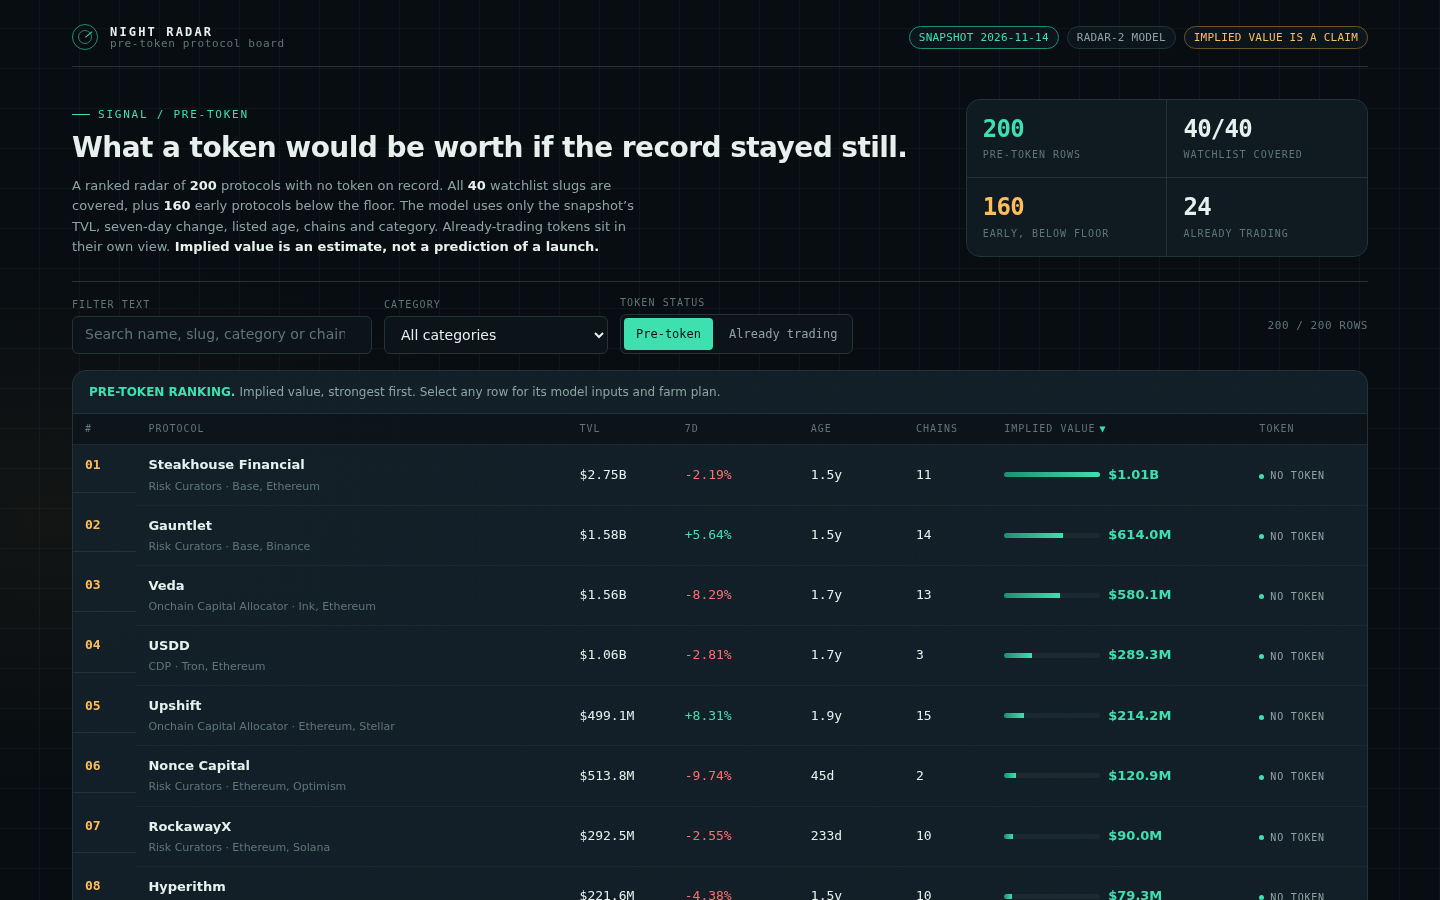 NIGHT RADAR
pre-token protocol board
SNAPSHOT 2026-11-14
RADAR-2 MODEL
IMPLIED VALUE IS A CLAIM
SIGNAL / PRE-TOKEN
What a token would be worth if the record stayed still.
A ranked radar of 200 protocols with no token on record. All 40 watchlist slugs are
covered, plus 160 early protocols below the floor. The model uses only the snapshot's
TVL, seven-day change, listed age, chains and category. Already-trading tokens sit in
their own view. Implied value is an estimate, not a prediction of a launch.
200
PRE-TOKEN ROWS
40/40
WATCHLIST COVERED
160
EARLY, BELOW FLOOR
24
ALREADY TRADING
FILTER TEXT
Search name, slug, category or chain
CATEGORY
All categories
TOKEN STATUS
Pre-token
Already trading
200 / 200 ROWS
PRE-TOKEN RANKING. Implied value, strongest first. Select any row for its model inputs and farm plan.
# PROTOCOL TVL 7D AGE CHAINS IMPLIED VALUE ▼ TOKEN
01 Steakhouse Financial $2.75B -2.19% 1.5y 11 $1.01B NO TOKEN
Risk Curators · Base, Ethereum
02 Gauntlet $1.58B +5.64% 1.5y 14 $614.0M NO TOKEN
Risk Curators · Base, Binance
03 Veda $1.56B -8.29% 1.7y 13 $580.1M NO TOKEN
Onchain Capital Allocator · Ink, Ethereum
04 USDD $1.06B -2.81% 1.7y 3 $289.3M NO TOKEN
CDP · Tron, Ethereum
05 Upshift $499.1M +8.31% 1.9y 15 $214.2M NO TOKEN
Onchain Capital Allocator · Ethereum, Stellar
06 Nonce Capital $513.8M -9.74% 45d 2 $120.9M NO TOKEN
Risk Curators · Ethereum, Optimism
07 RockawayX $292.5M -2.55% 233d 10 $90.0M NO TOKEN
Risk Curators · Ethereum, Solana
08 Hyperithm $221.6M -4.38% 1.5y 10 $79.3M NO TOKEN